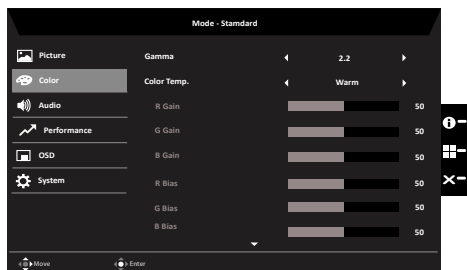 Mode - Standard
Picture
Gamma 2.2
Color
Color Temp. Warm
Audio
R Gain 50
Performance
G Gain 50
OSD
B Gain 50
System
R Bias 50
G Bias 50
B Bias 50
Move Enter